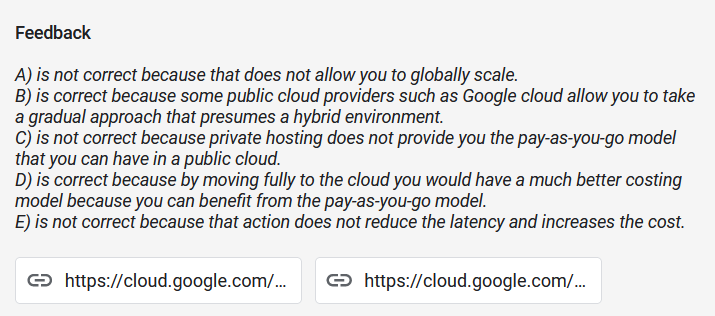 Feedback
A) is not correct because that does not allow you to globally scale.
B) is correct because some public cloud providers such as Google cloud allow you to take
a gradual approach that presumes a hybrid environment.
C) is not correct because private hosting does not provide you the pay-as-you-go model
that you can have in a public cloud.
D) is correct because by moving fully to the cloud you would have a much better costing
model because you can benefit from the pay-as-you-go model.
E) is not correct because that action does not reduce the latency and increases the cost.
https://cloud.google.com/... https://cloud.google.com/...